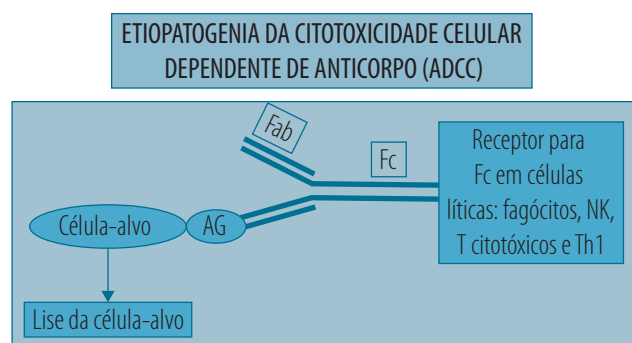 ETIOPATOGENIA DA CITOTOXICIDADE CELULAR
DEPENDENTE DE ANTICORPO (ADCC)
Fab
Fc
Receptor para
Fc em células
líticas: fagócitos, NK,
T citotóxicos e Th1
Célula-alvo
AG
Lise da célula-alvo